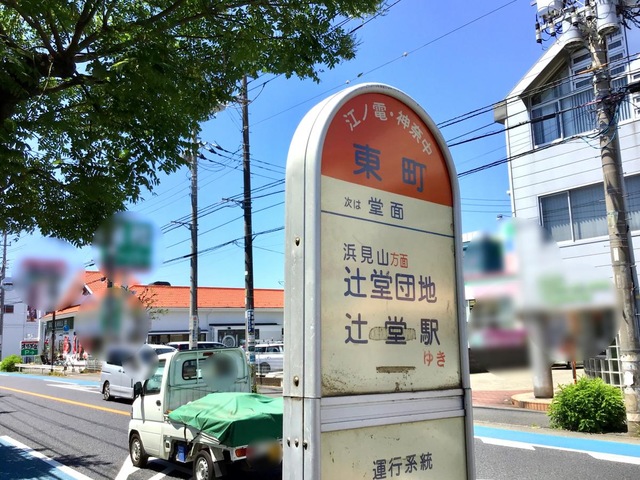 江ノ電・神奈中
東町
次は 堂面
浜見山方面
辻堂団地
辻堂駅
ゆき
運行系統